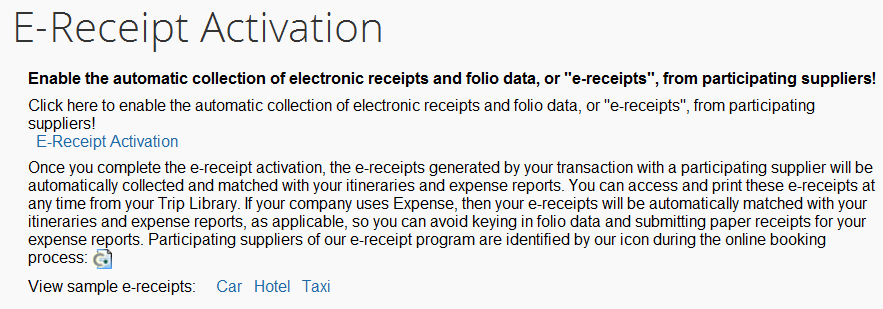 E-Receipt Activation
Enable the automatic collection of electronic receipts and folio data, or "e-receipts", from participating suppliers!
Click here to enable the automatic collection of electronic receipts and folio data, or "e-receipts", from participating
suppliers!
E-Receipt Activation
Once you complete the e-receipt activation, the e-receipts generated by your transaction with a participating supplier will be
automatically collected and matched with your itineraries and expense reports. You can access and print these e-receipts at
any time from your Trip Library. If your company uses Expense, then your e-receipts will be automatically matched with your
itineraries and expense reports, as applicable, so you can avoid keying in folio data and submitting paper receipts for your
expense reports. Participating suppliers of our e-receipt program are identified by our icon during the online booking
process:
View sample e-receipts: Car Hotel Taxi